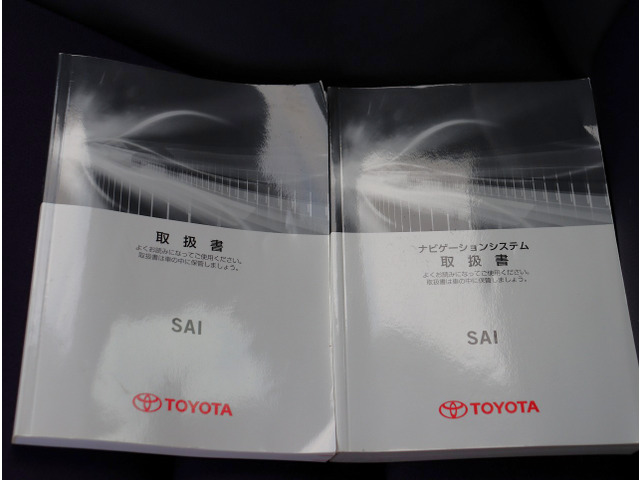 取扱書
よくお読みになってご使用ください。
取扱書は車の中に保管しましょう。
SAI
TOYOTA
ナビゲーションシステム
取扱書
よくお読みになってご使用ください。
取扱書は車の中に保管しましょう。
SAI
TOYOTA